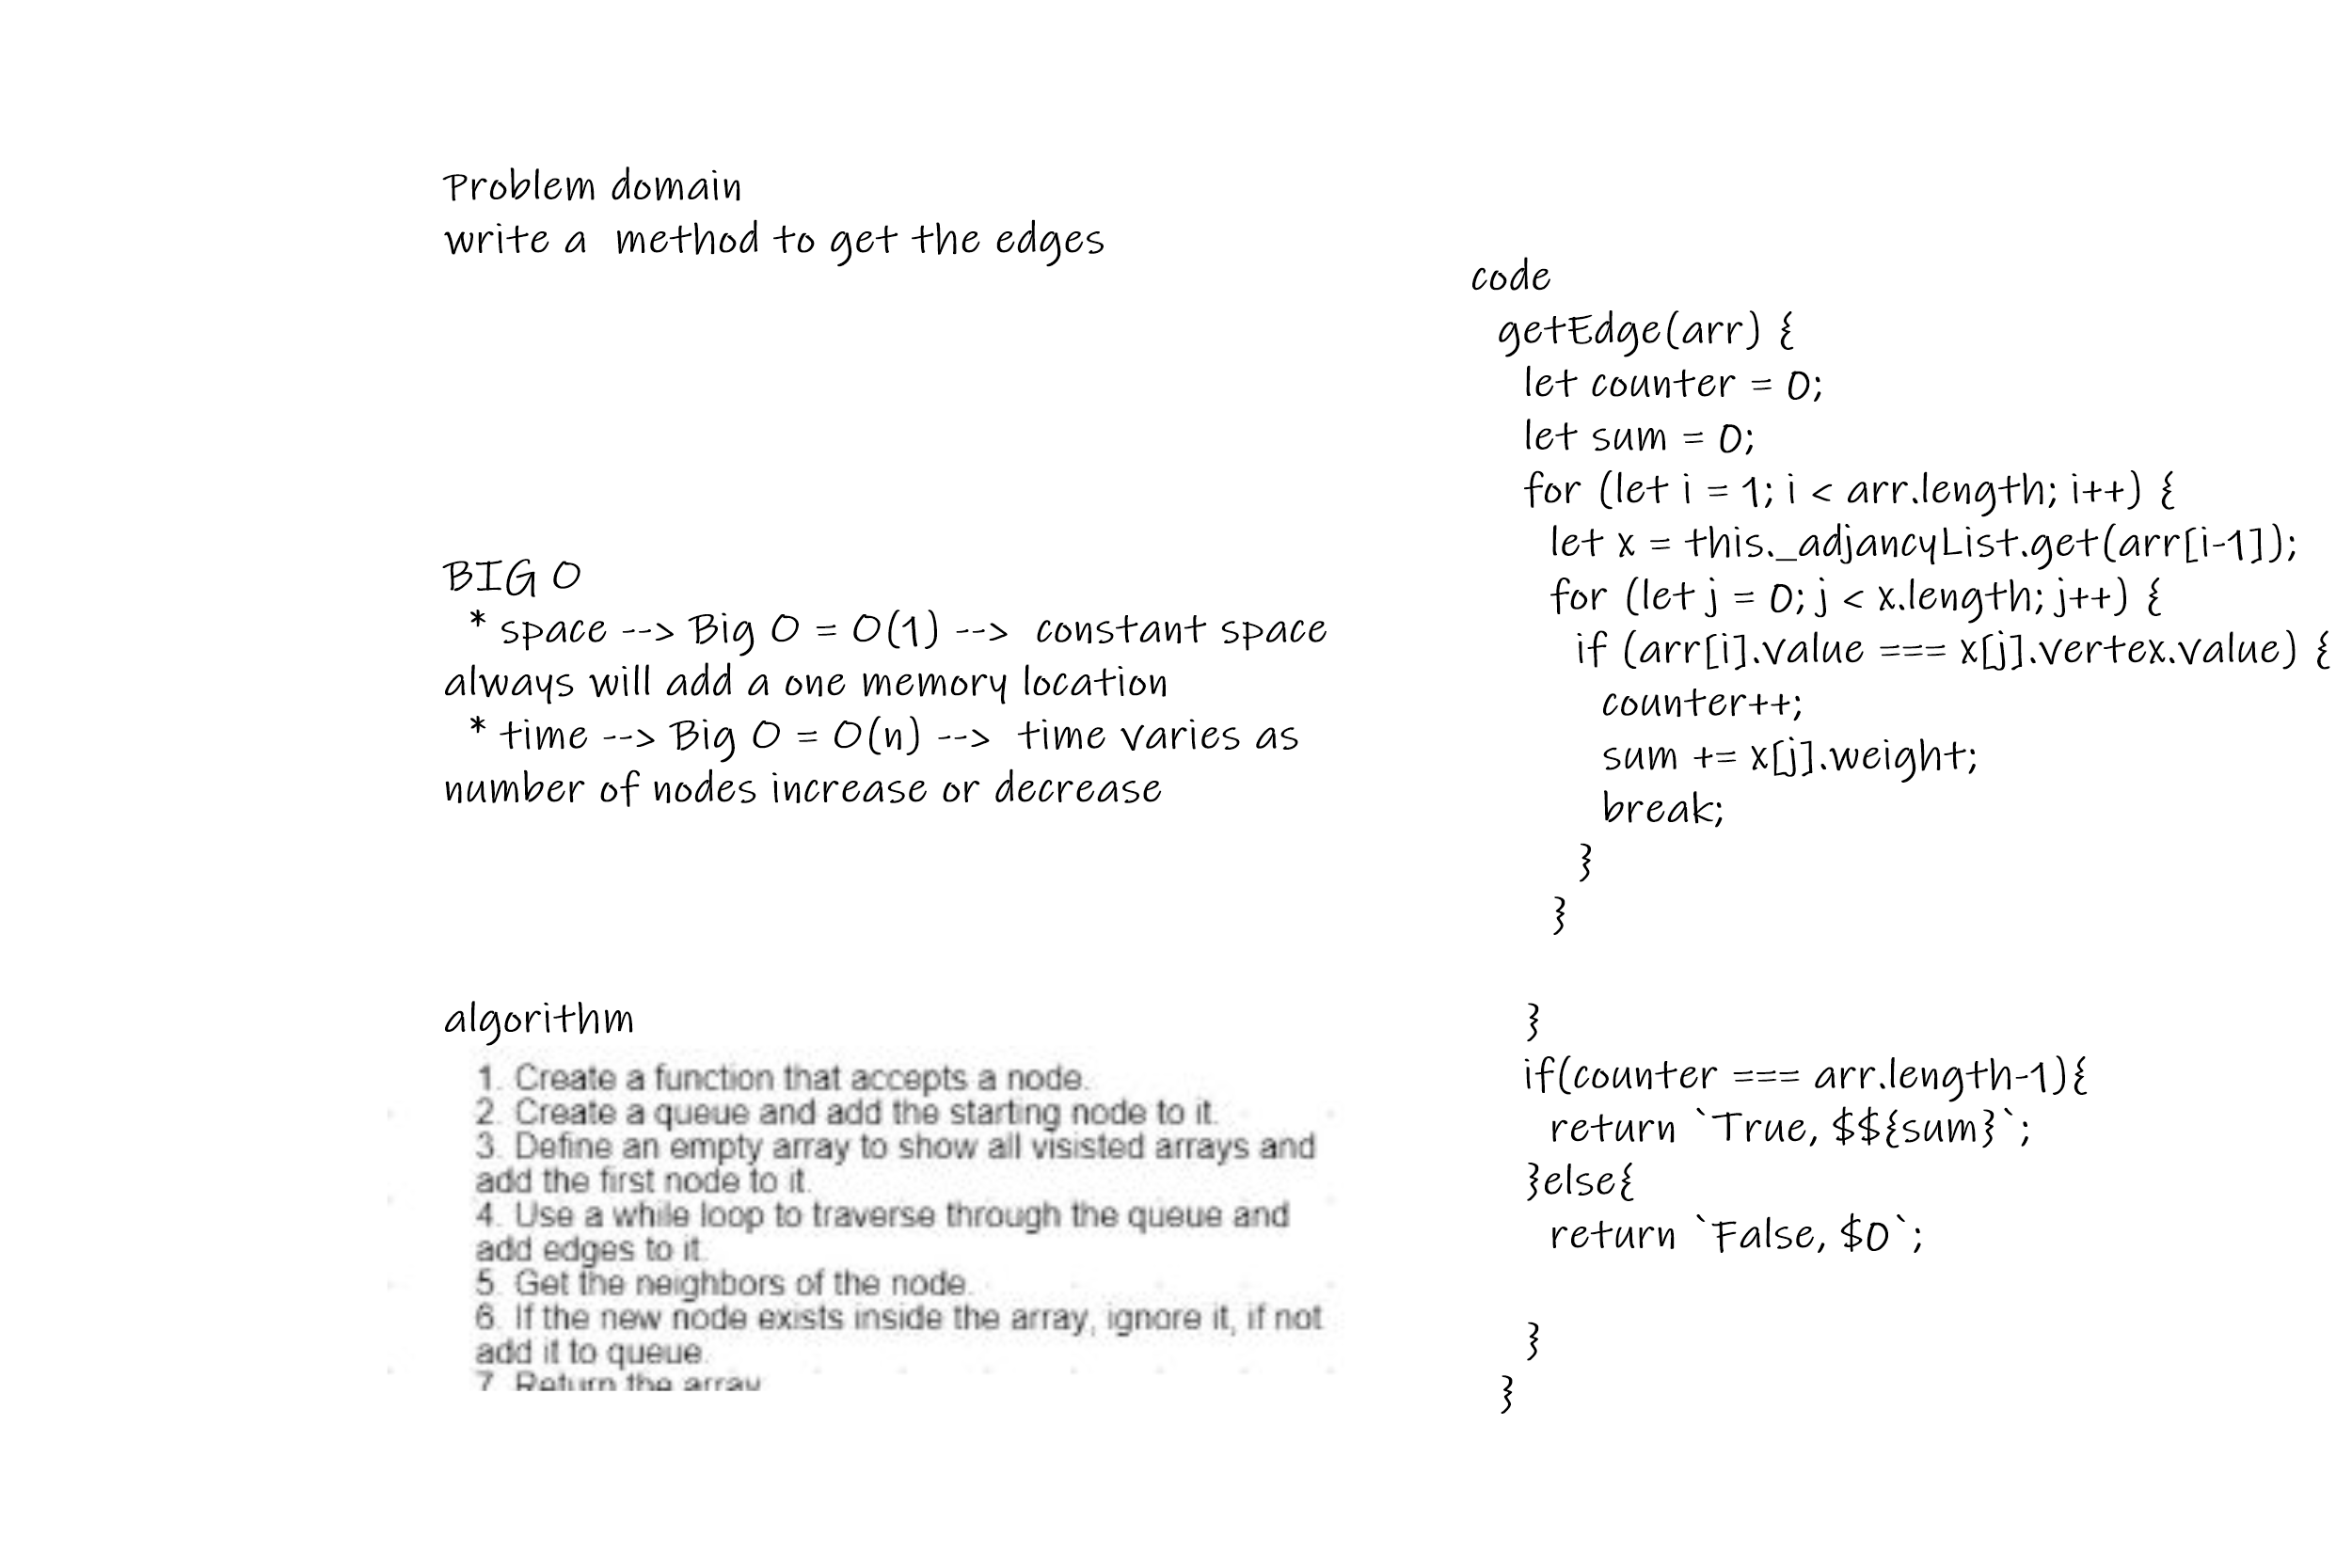 Problem domain
write a  method to get the edges
BIG O
* space --> Big O = O(1) -->  constant space
always will add a one memory location
* time --> Big O = O(n) -->  time varies as
number of nodes increase or decrease
algorithm
1. Create a function that accepts a node.
2. Create a queue and add the starting node to it.
3. Define an empty array to show all visisted arrays and
add the first node to it.
4. Use a while loop to traverse through the queue and
add edges to it.
5. Get the neighbors of the node.
6. If the new node exists inside the array, ignore it, if not
add it to queue.
7. Return the array
code
getEdge(arr) {
let counter = 0;
let sum = 0;
for (let i = 1; i < arr.length; i++) {
let x = this._adjancyList.get(arr[i-1]);
for (let j = 0; j < x.length; j++) {
if (arr[i].value === x[j].vertex.value) {
counter++;
sum += x[j].weight;
break;
}
}
}
if(counter === arr.length-1){
return `True, $${sum}`;
}else{
return `False, $0`;
}
}